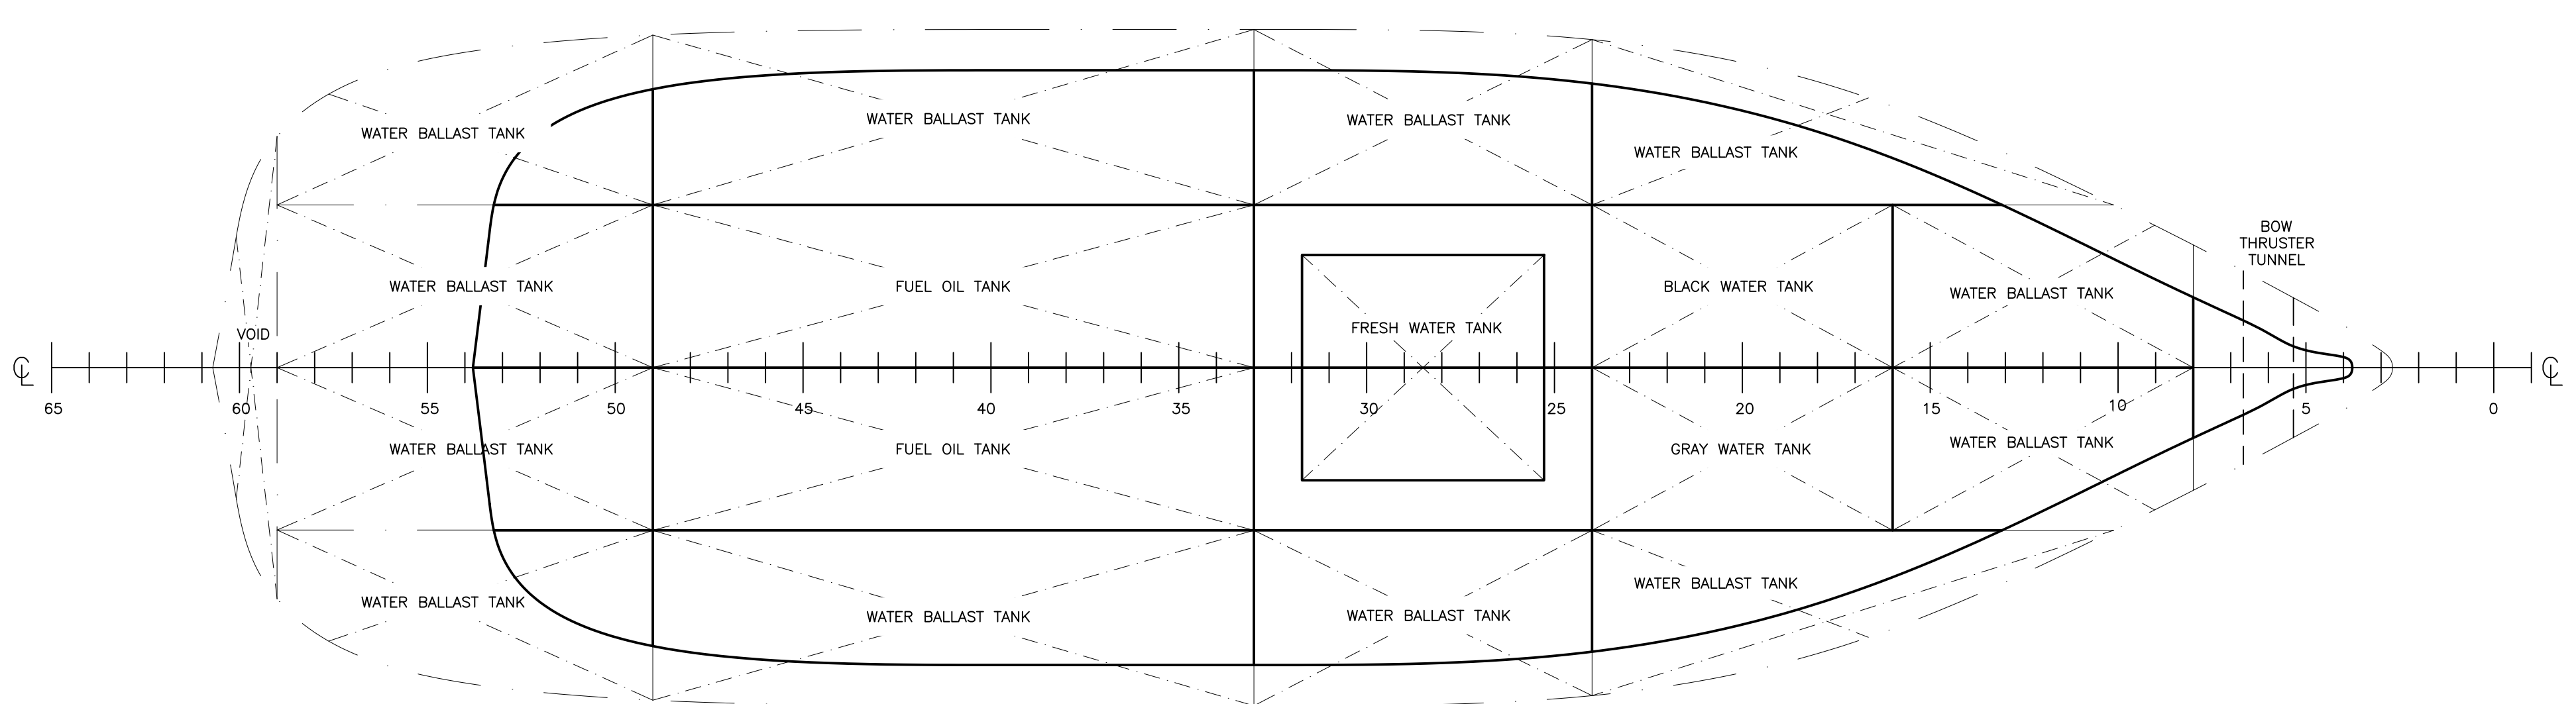 WATER BALLAST TANK
WATER BALLAST TANK
WATER BALLAST TANK
WATER BALLAST TANK
BOW
THRUSTER
TUNNEL
WATER BALLAST TANK
FUEL OIL TANK
BLACK WATER TANK
WATER BALLAST TANK
VOID
FRESH WATER TANK
CL
CL
65 60 55 50 45 40 35 30 25 20 15 10 5 0
WATER BALLAST TANK
FUEL OIL TANK
GRAY WATER TANK
WATER BALLAST TANK
WATER BALLAST TANK
WATER BALLAST TANK
WATER BALLAST TANK
WATER BALLAST TANK